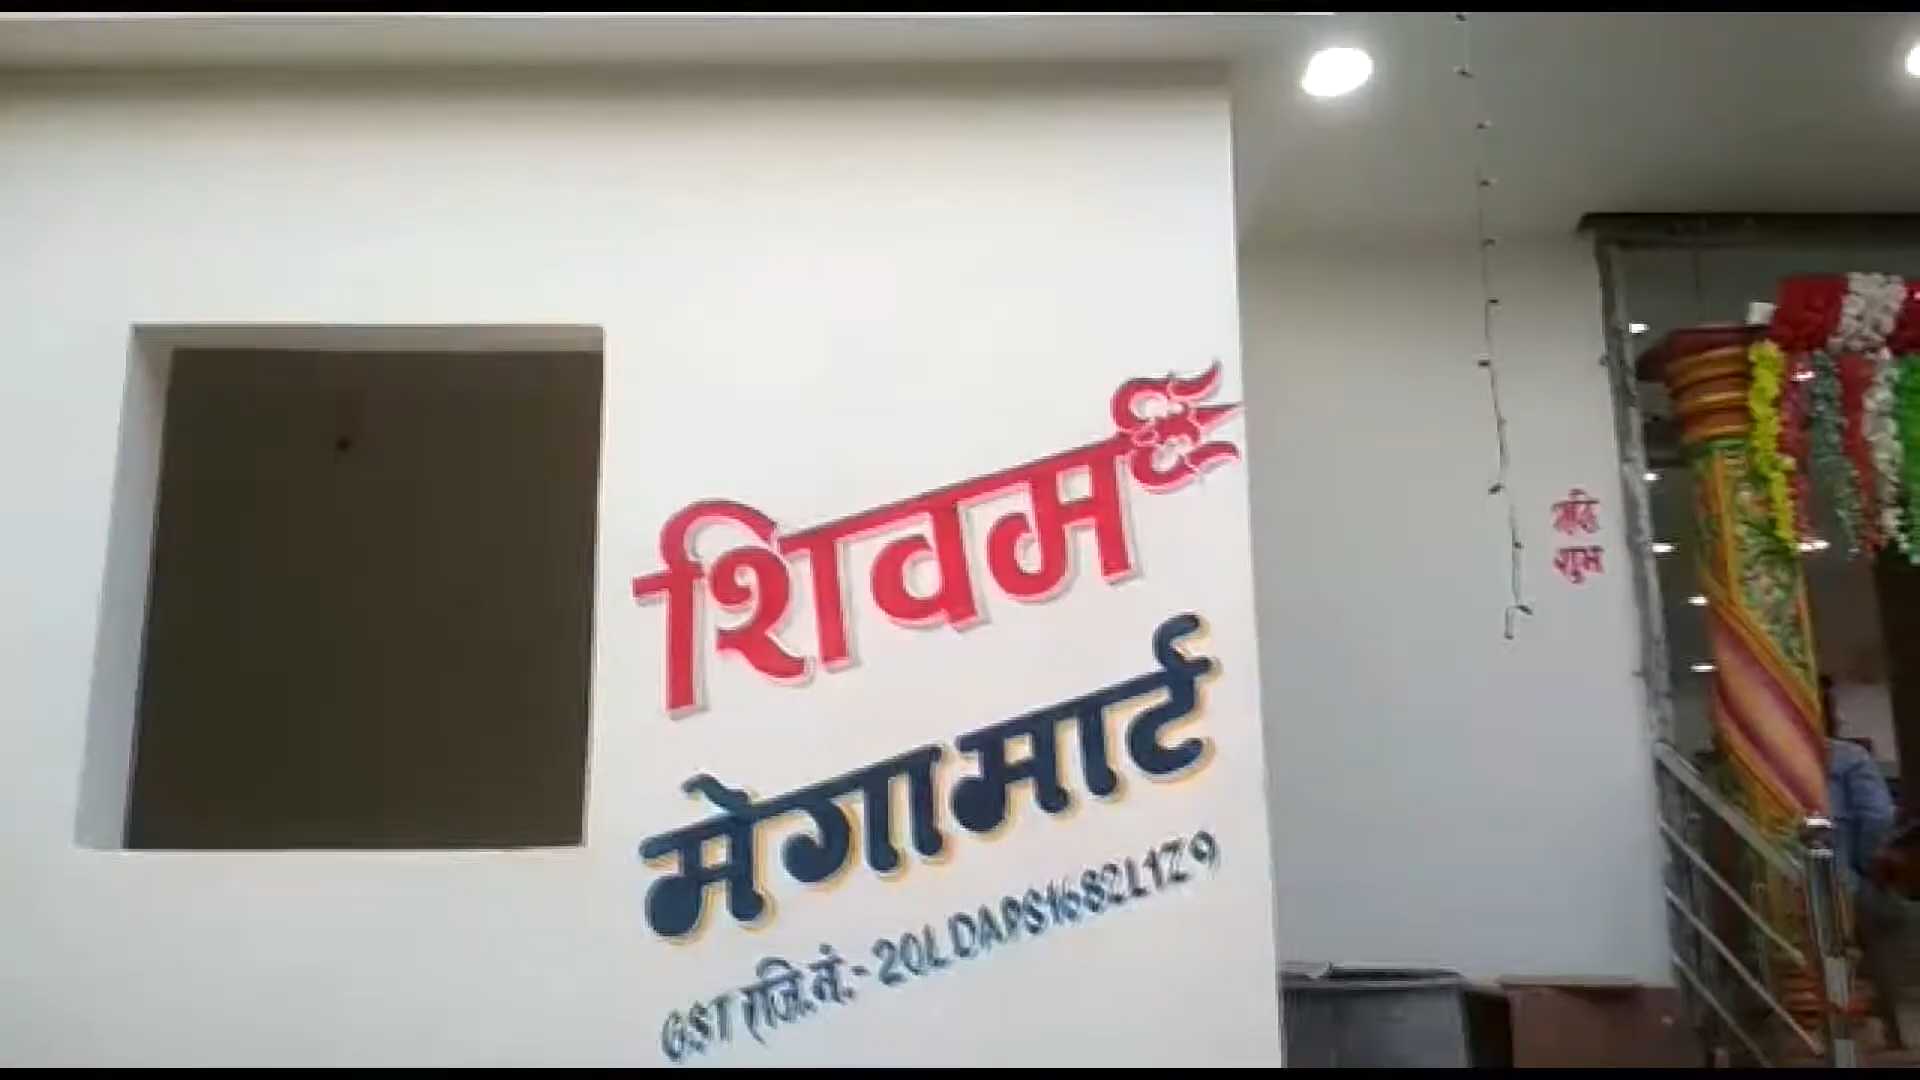 शिवम
मेगा मार्ट
GST रजि.नं.:- 20LDAPS1682L1Z9
शुभ